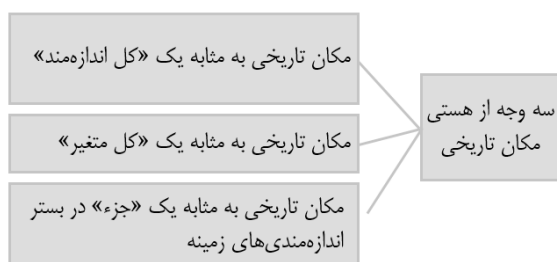 سه وجه از هستی
مکان تاریخی
مکان تاریخی به مثابه یک «کل اندازه‌مند»
مکان تاریخی به مثابه یک «کل متغیر»
مکان تاریخی به مثابه یک «جزء» در بستر
اندازه‌مندی‌های زمینه